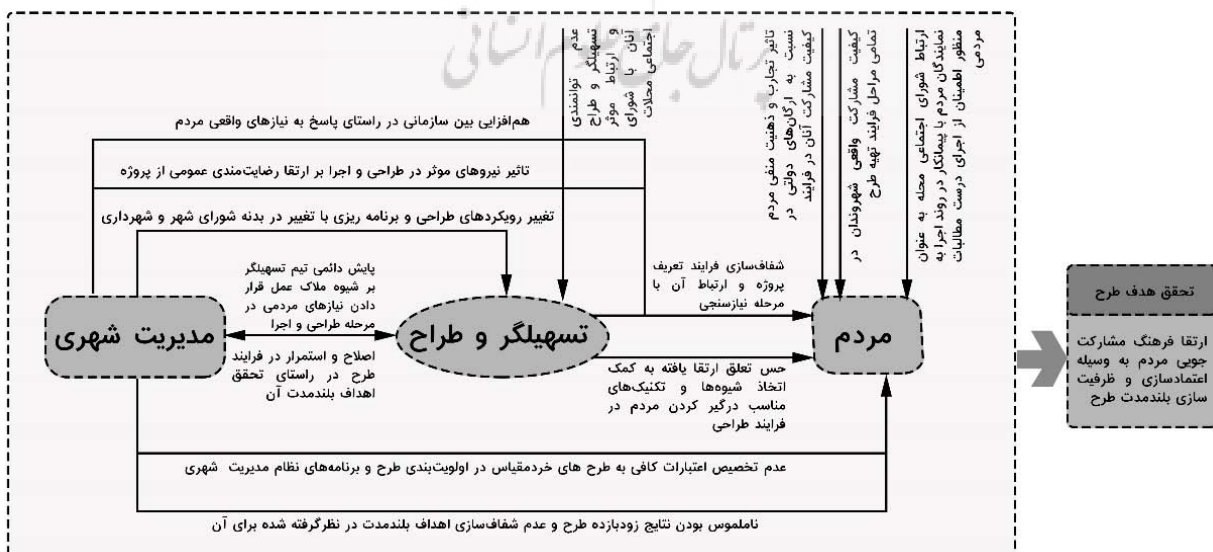 پرتال جامع علوم انسانی
عدم توانمندی
تسهیلگر و طراح
و ارتباط موثر
آنان با شورای
اجتماعی محلات
تاثیر تجارب و ذهنیت منفی مردم
نسبت به ارگان‌های دولتی در
کیفیت مشارکت آنان در فرایند
کیفیت مشارکت واقعی شهروندان در
تمامی مراحل فرایند تهیه طرح
ارتباط شورای اجتماعی محله به عنوان
نمایندگان مردم با پیمانکار در روند اجرا به
منظور اطمینان از اجرای درست مطالبات
مردمی
هم‌افزایی بین سازمانی در راستای پاسخ به نیازهای واقعی مردم
تاثیر نیروهای موثر در طراحی و اجرا بر ارتقا رضایت‌مندی عمومی از پروژه
تغییر رویکردهای طراحی و برنامه ریزی با تغییر در بدنه شورای شهر و شهرداری
پایش دائمی تیم تسهیلگر
بر شیوه ملاک عمل قرار
دادن نیازهای مردمی در
مرحله طراحی و اجرا
شفاف‌سازی فرایند تعریف
پروژه و ارتباط آن با
مرحله نیازسنجی
مدیریت شهری
تسهیلگر و طراح
مردم
اصلاح و استمرار در فرایند
طرح در راستای تحقق
اهداف بلندمدت آن
حس تعلق ارتقا یافته به کمک
اتخاذ شیوه‌ها و تکنیک‌های
مناسب درگیر کردن مردم در
فرایند طراحی
عدم تخصیص اعتبارات کافی به طرح های خردمقیاس در اولویت‌بندی طرح و برنامه‌های نظام مدیریت شهری
ناملموس بودن نتایج زودبازده طرح و عدم شفاف‌سازی اهداف بلندمدت در نظرگرفته شده برای آن
تحقق هدف طرح
ارتقا فرهنگ مشارکت
جویی مردم به وسیله
اعتمادسازی و ظرفیت
سازی بلندمدت طرح